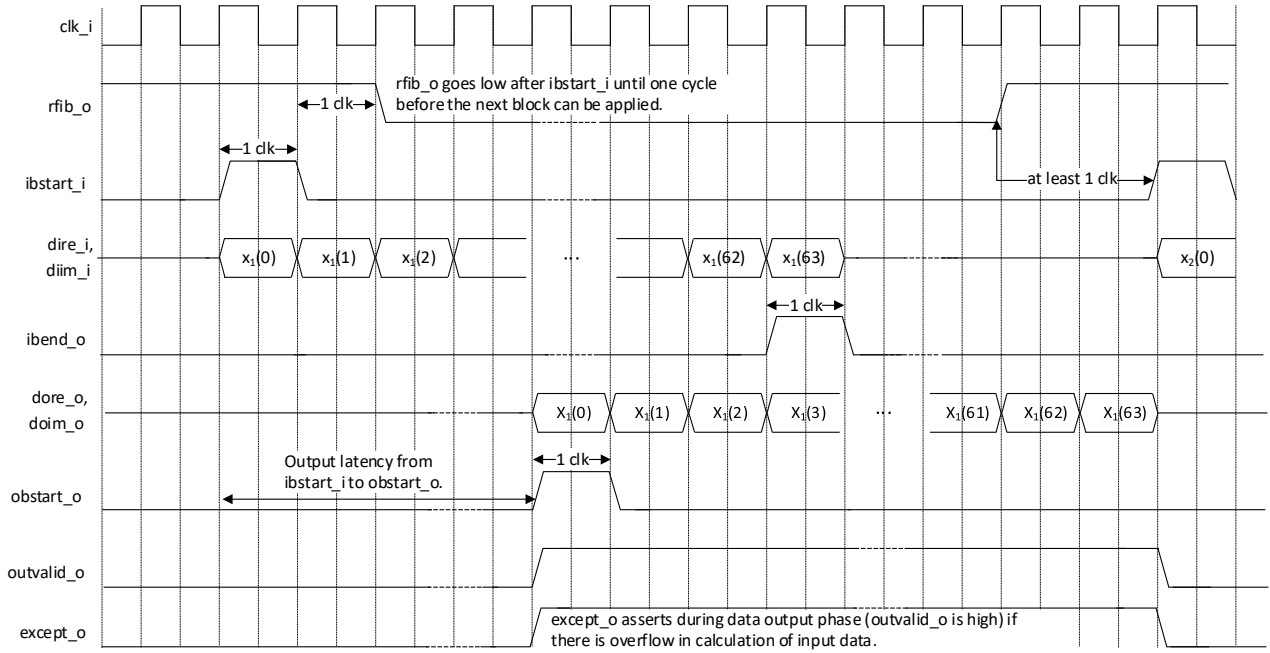 clk_i
rfib_o goes low after ibstart_i until one cycle
before the next block can be applied.
rfib_o
1 clk
1 clk
at least 1 clk
ibstart_i
dire_i,
diim_i
x₁(0) x₁(1) x₁(2) ... x₁(62) x₁(63) x₂(0)
1 clk
ibend_o
dore_o,
doim_o
X₁(0) X₁(1) X₁(2) X₁(3) ... X₁(61) X₁(62) X₁(63)
Output latency from
ibstart_i to obstart_o.
1 clk
obstart_o
outvalid_o
except_o asserts during data output phase (outvalid_o is high) if
there is overflow in calculation of input data.
except_o